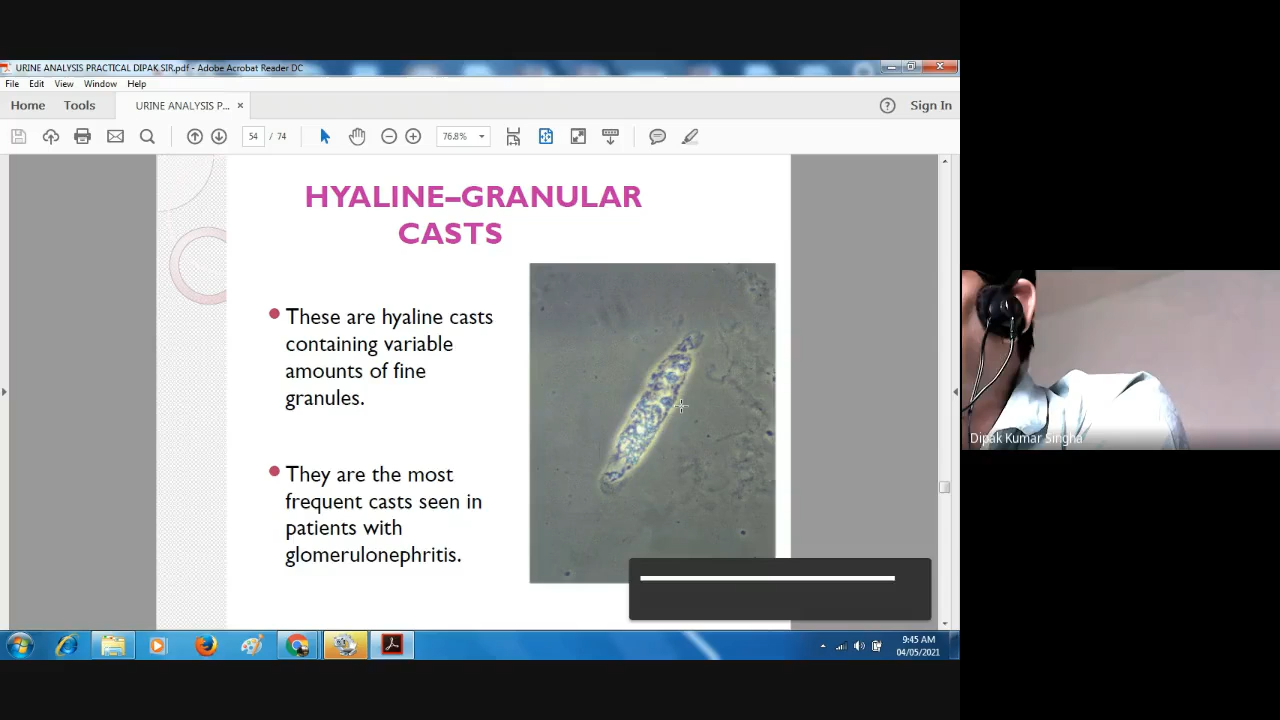 URINE ANALYSIS PRACTICAL DIPAK SIR.pdf - Adobe Acrobat Reader DC
File Edit View Window Help
Home Tools URINE ANALYSIS P... × ? Sign In
54 / 74 76.8%
HYALINE–GRANULAR
CASTS
These are hyaline casts
containing variable
amounts of fine
granules.
They are the most
frequent casts seen in
patients with
glomerulonephritis.
Dipak Kumar Singha
9:45 AM
04/05/2021